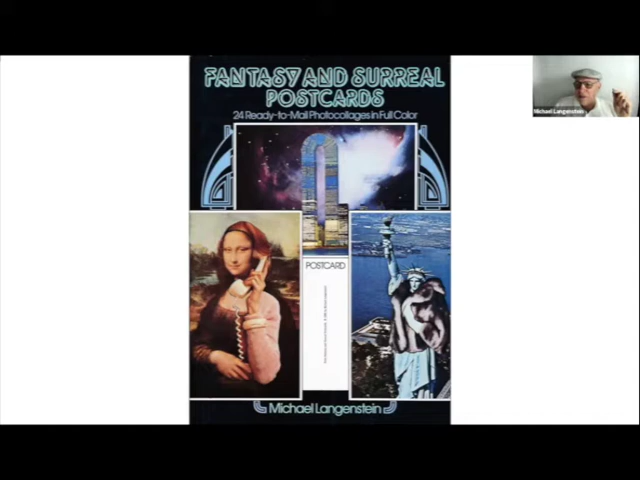 FANTASY AND SURREAL
POSTCARDS
24 Ready-to-Mail Photocollages in Full Color
Michael Langenstein
POSTCARD
Michael Langenstein